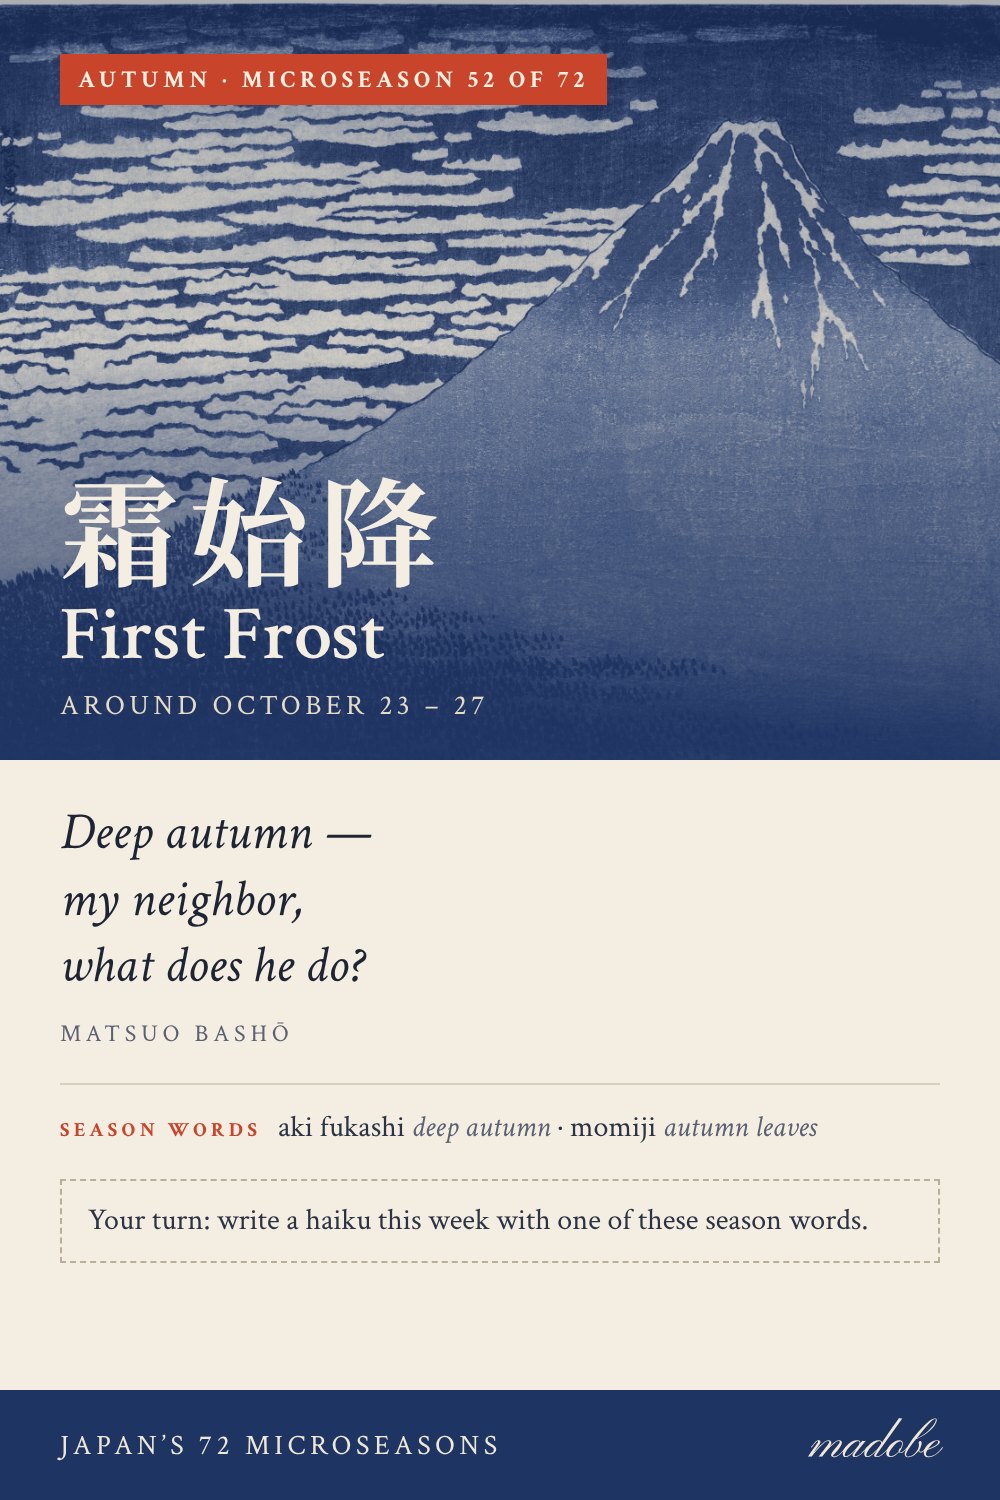 AUTUMN · MICROSEASON 52 OF 72
霜始降
First Frost
AROUND OCTOBER 23 – 27
Deep autumn —
my neighbor,
what does he do?
MATSUO BASHŌ
SEASON WORDS aki fukashi deep autumn · momiji autumn leaves
Your turn: write a haiku this week with one of these season words.
JAPAN’S 72 MICROSEASONS
madobe